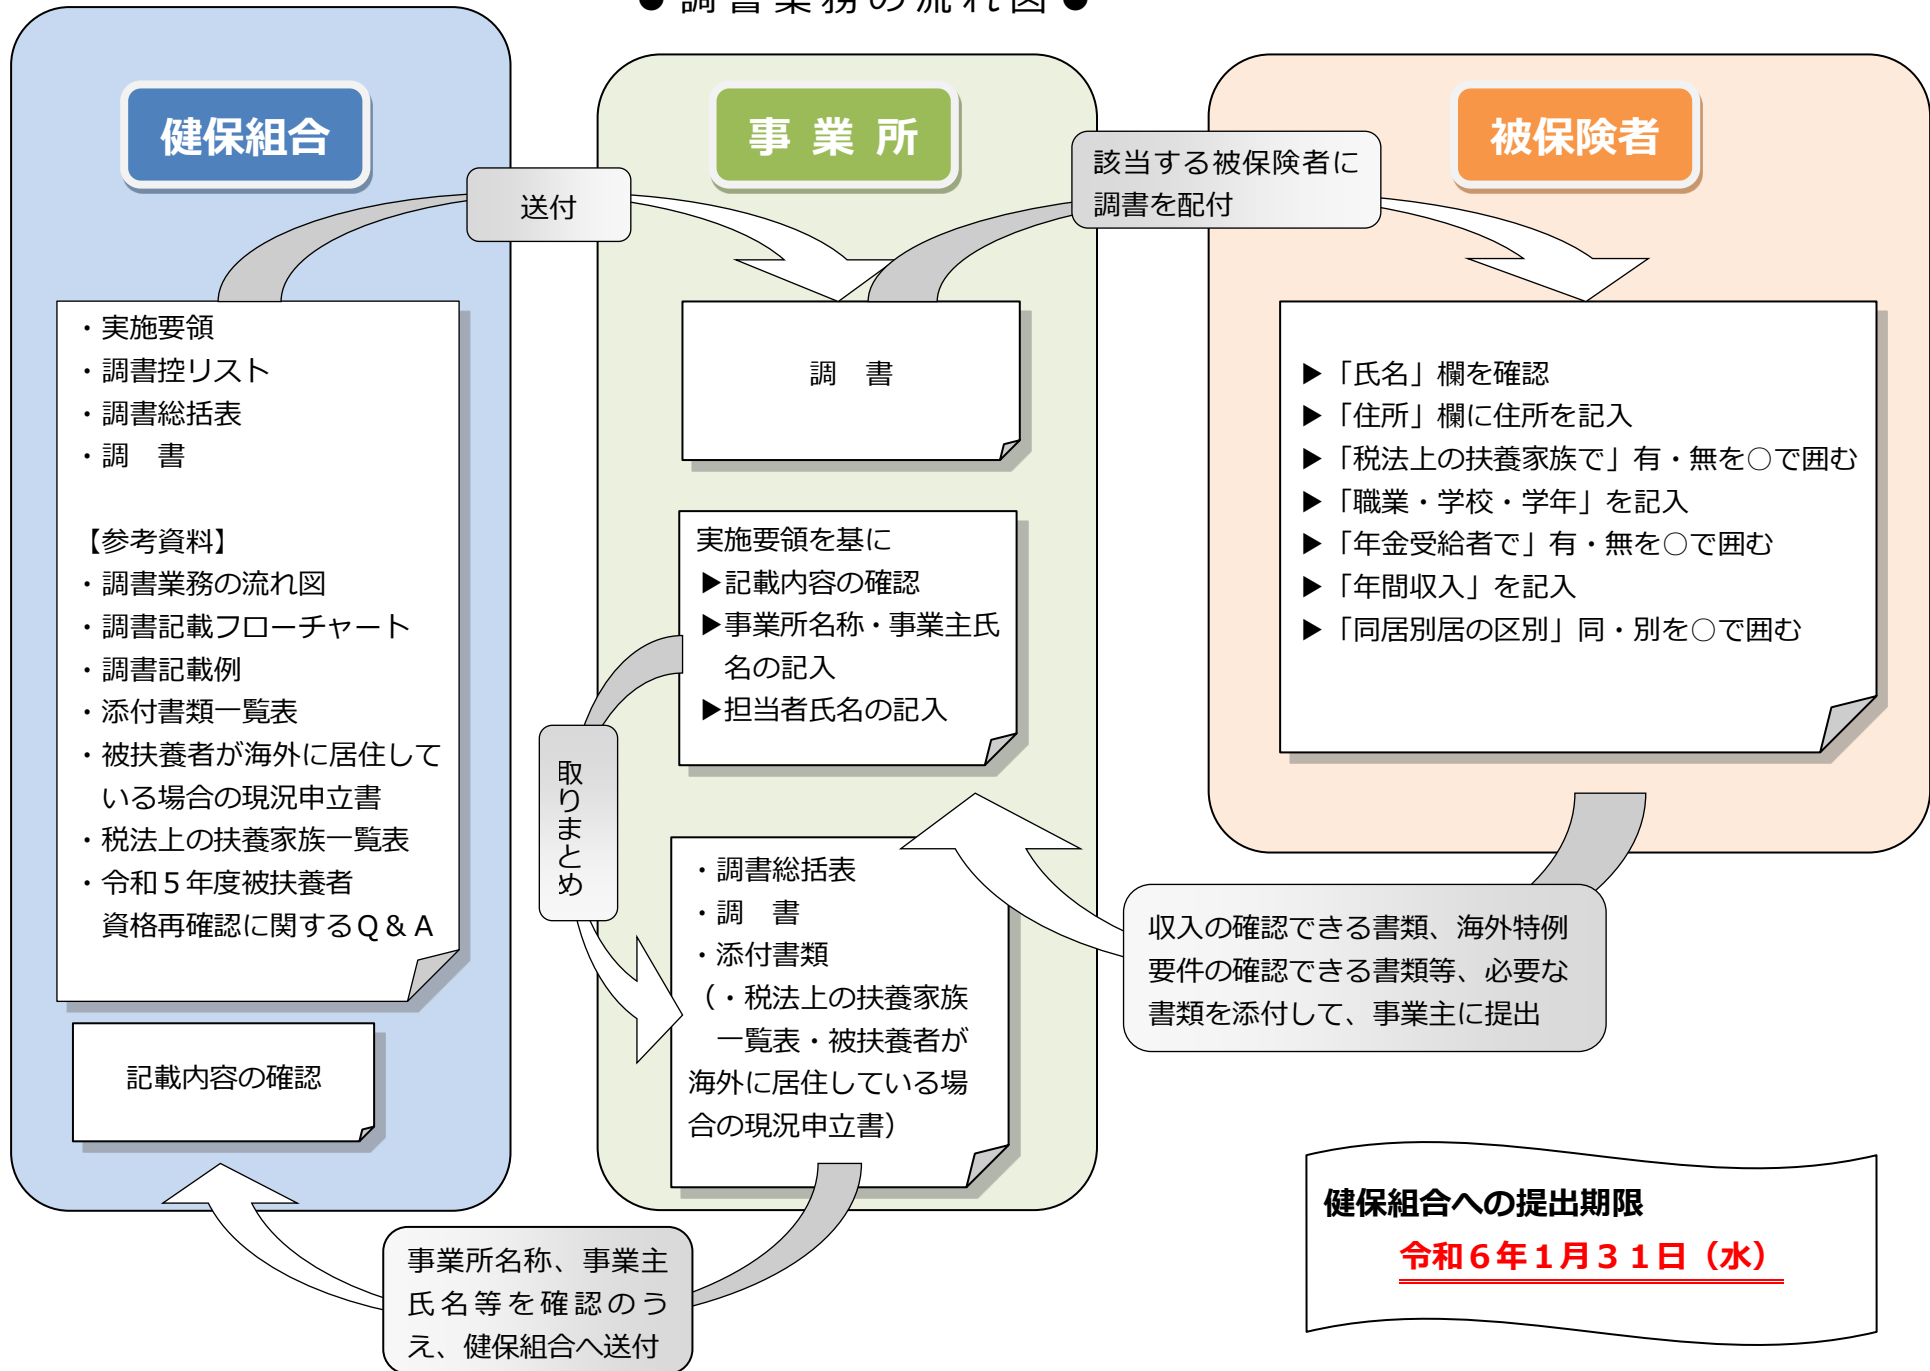 ●調書業務の流れ図●
健保組合
送付
・実施要領
・調書控リスト
・調書総括表
・調　書
【参考資料】
・調書業務の流れ図
・調書記載フローチャート
・調書記載例
・添付書類一覧表
・被扶養者が海外に居住して
いる場合の現況申立書
・税法上の扶養家族一覧表
・令和５年度被扶養者
資格再確認に関するＱ＆Ａ
記載内容の確認
事業所
該当する被保険者に
調書を配付
調　書
実施要領を基に
▶記載内容の確認
▶事業所名称・事業主氏
名の記入
▶担当者氏名の記入
取りまとめ
・調書総括表
・調　書
・添付書類
（・税法上の扶養家族
一覧表・被扶養者が
海外に居住している場
合の現況申立書）
事業所名称、事業主
氏名等を確認のう
え、健保組合へ送付
被保険者
▶「氏名」欄を確認
▶「住所」欄に住所を記入
▶「税法上の扶養家族で」有・無を○で囲む
▶「職業・学校・学年」を記入
▶「年金受給者で」有・無を○で囲む
▶「年間収入」を記入
▶「同居別居の区別」同・別を○で囲む
収入の確認できる書類、海外特例
要件の確認できる書類等、必要な
書類を添付して、事業主に提出
健保組合への提出期限
令和６年１月３１日（水）